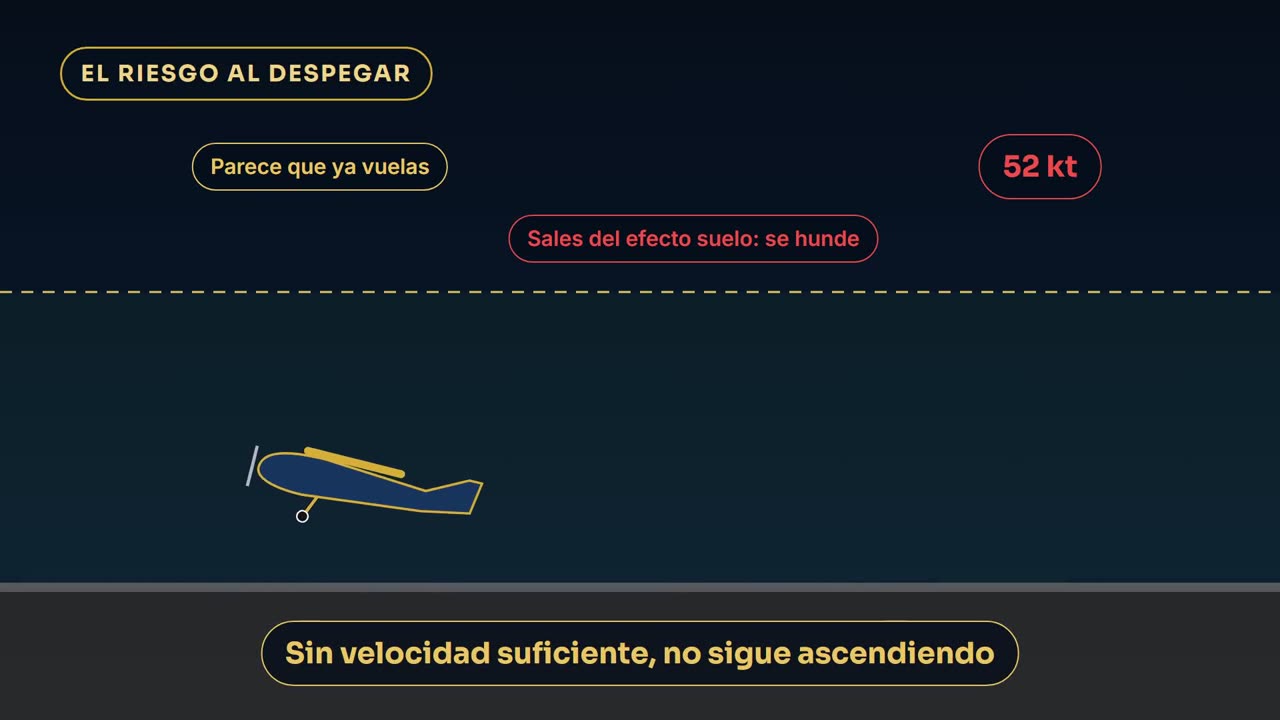 EL RIESGO AL DESPEGAR
Parece que ya vuelas
52 kt
Sales del efecto suelo: se hunde
Sin velocidad suficiente, no sigue ascendiendo